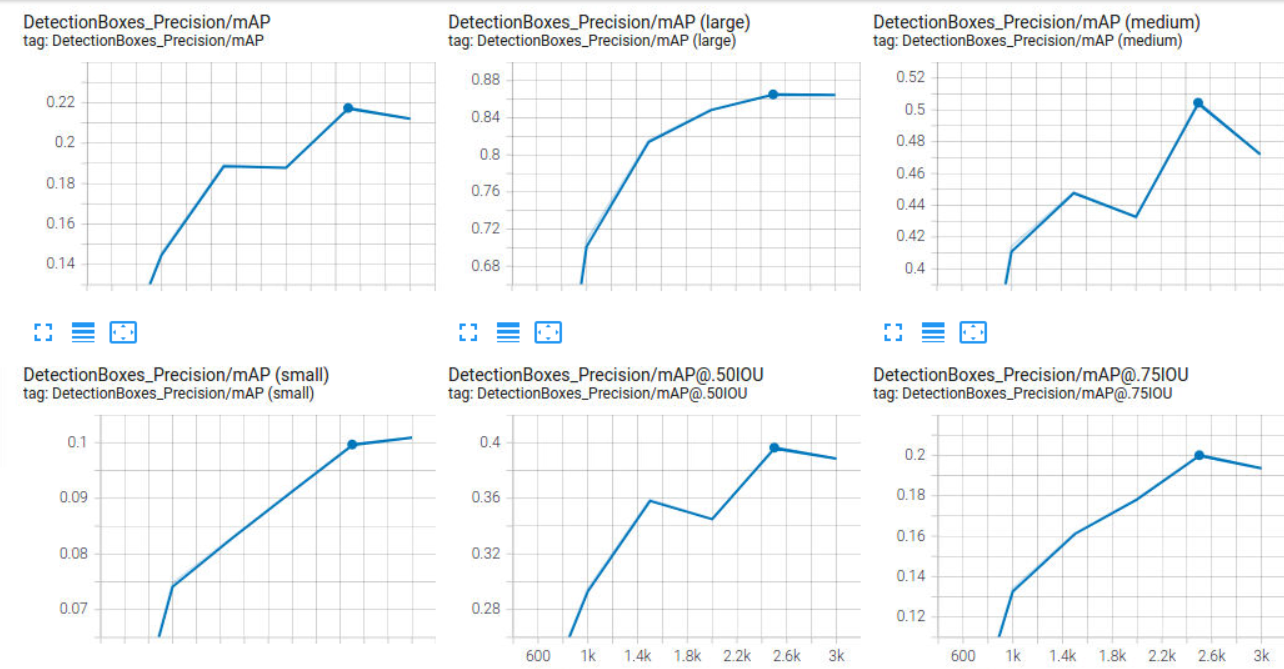 DetectionBoxes_Precision/mAP
tag: DetectionBoxes_Precision/mAP
0.22
0.2
0.18
0.16
0.14
DetectionBoxes_Precision/mAP (large)
tag: DetectionBoxes_Precision/mAP (large)
0.88
0.84
0.8
0.76
0.72
0.68
DetectionBoxes_Precision/mAP (medium)
tag: DetectionBoxes_Precision/mAP (medium)
0.52
0.5
0.48
0.46
0.44
0.42
0.4
DetectionBoxes_Precision/mAP (small)
tag: DetectionBoxes_Precision/mAP (small)
0.1
0.09
0.08
0.07
DetectionBoxes_Precision/mAP@.50IOU
tag: DetectionBoxes_Precision/mAP@.50IOU
0.4
0.36
0.32
0.28
600 1k 1.4k 1.8k 2.2k 2.6k 3k
DetectionBoxes_Precision/mAP@.75IOU
tag: DetectionBoxes_Precision/mAP@.75IOU
0.2
0.18
0.16
0.14
0.12
600 1k 1.4k 1.8k 2.2k 2.6k 3k